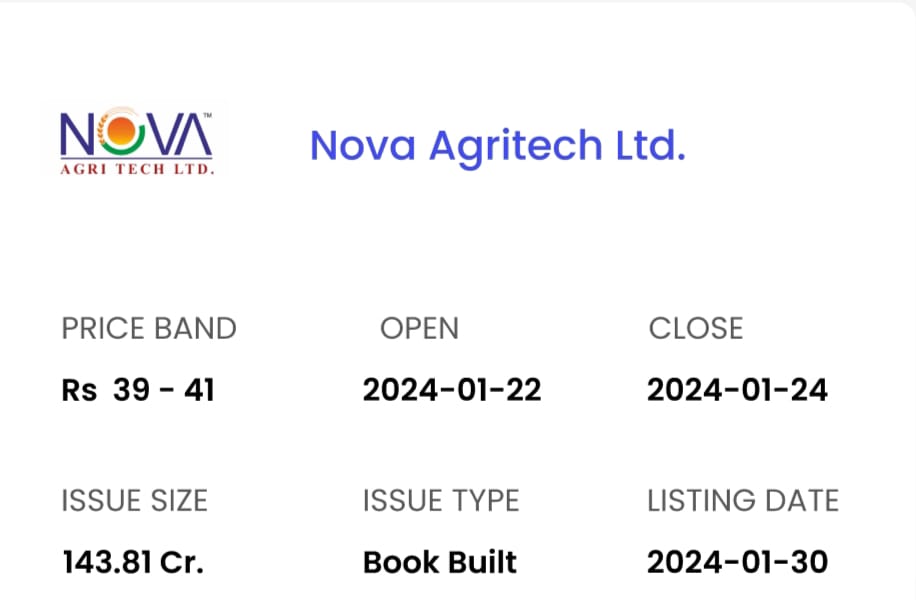 NOVA™
AGRI TECH LTD.
Nova Agritech Ltd.
PRICE BAND OPEN CLOSE
Rs 39 - 41 2024-01-22 2024-01-24
ISSUE SIZE ISSUE TYPE LISTING DATE
143.81 Cr. Book Built 2024-01-30